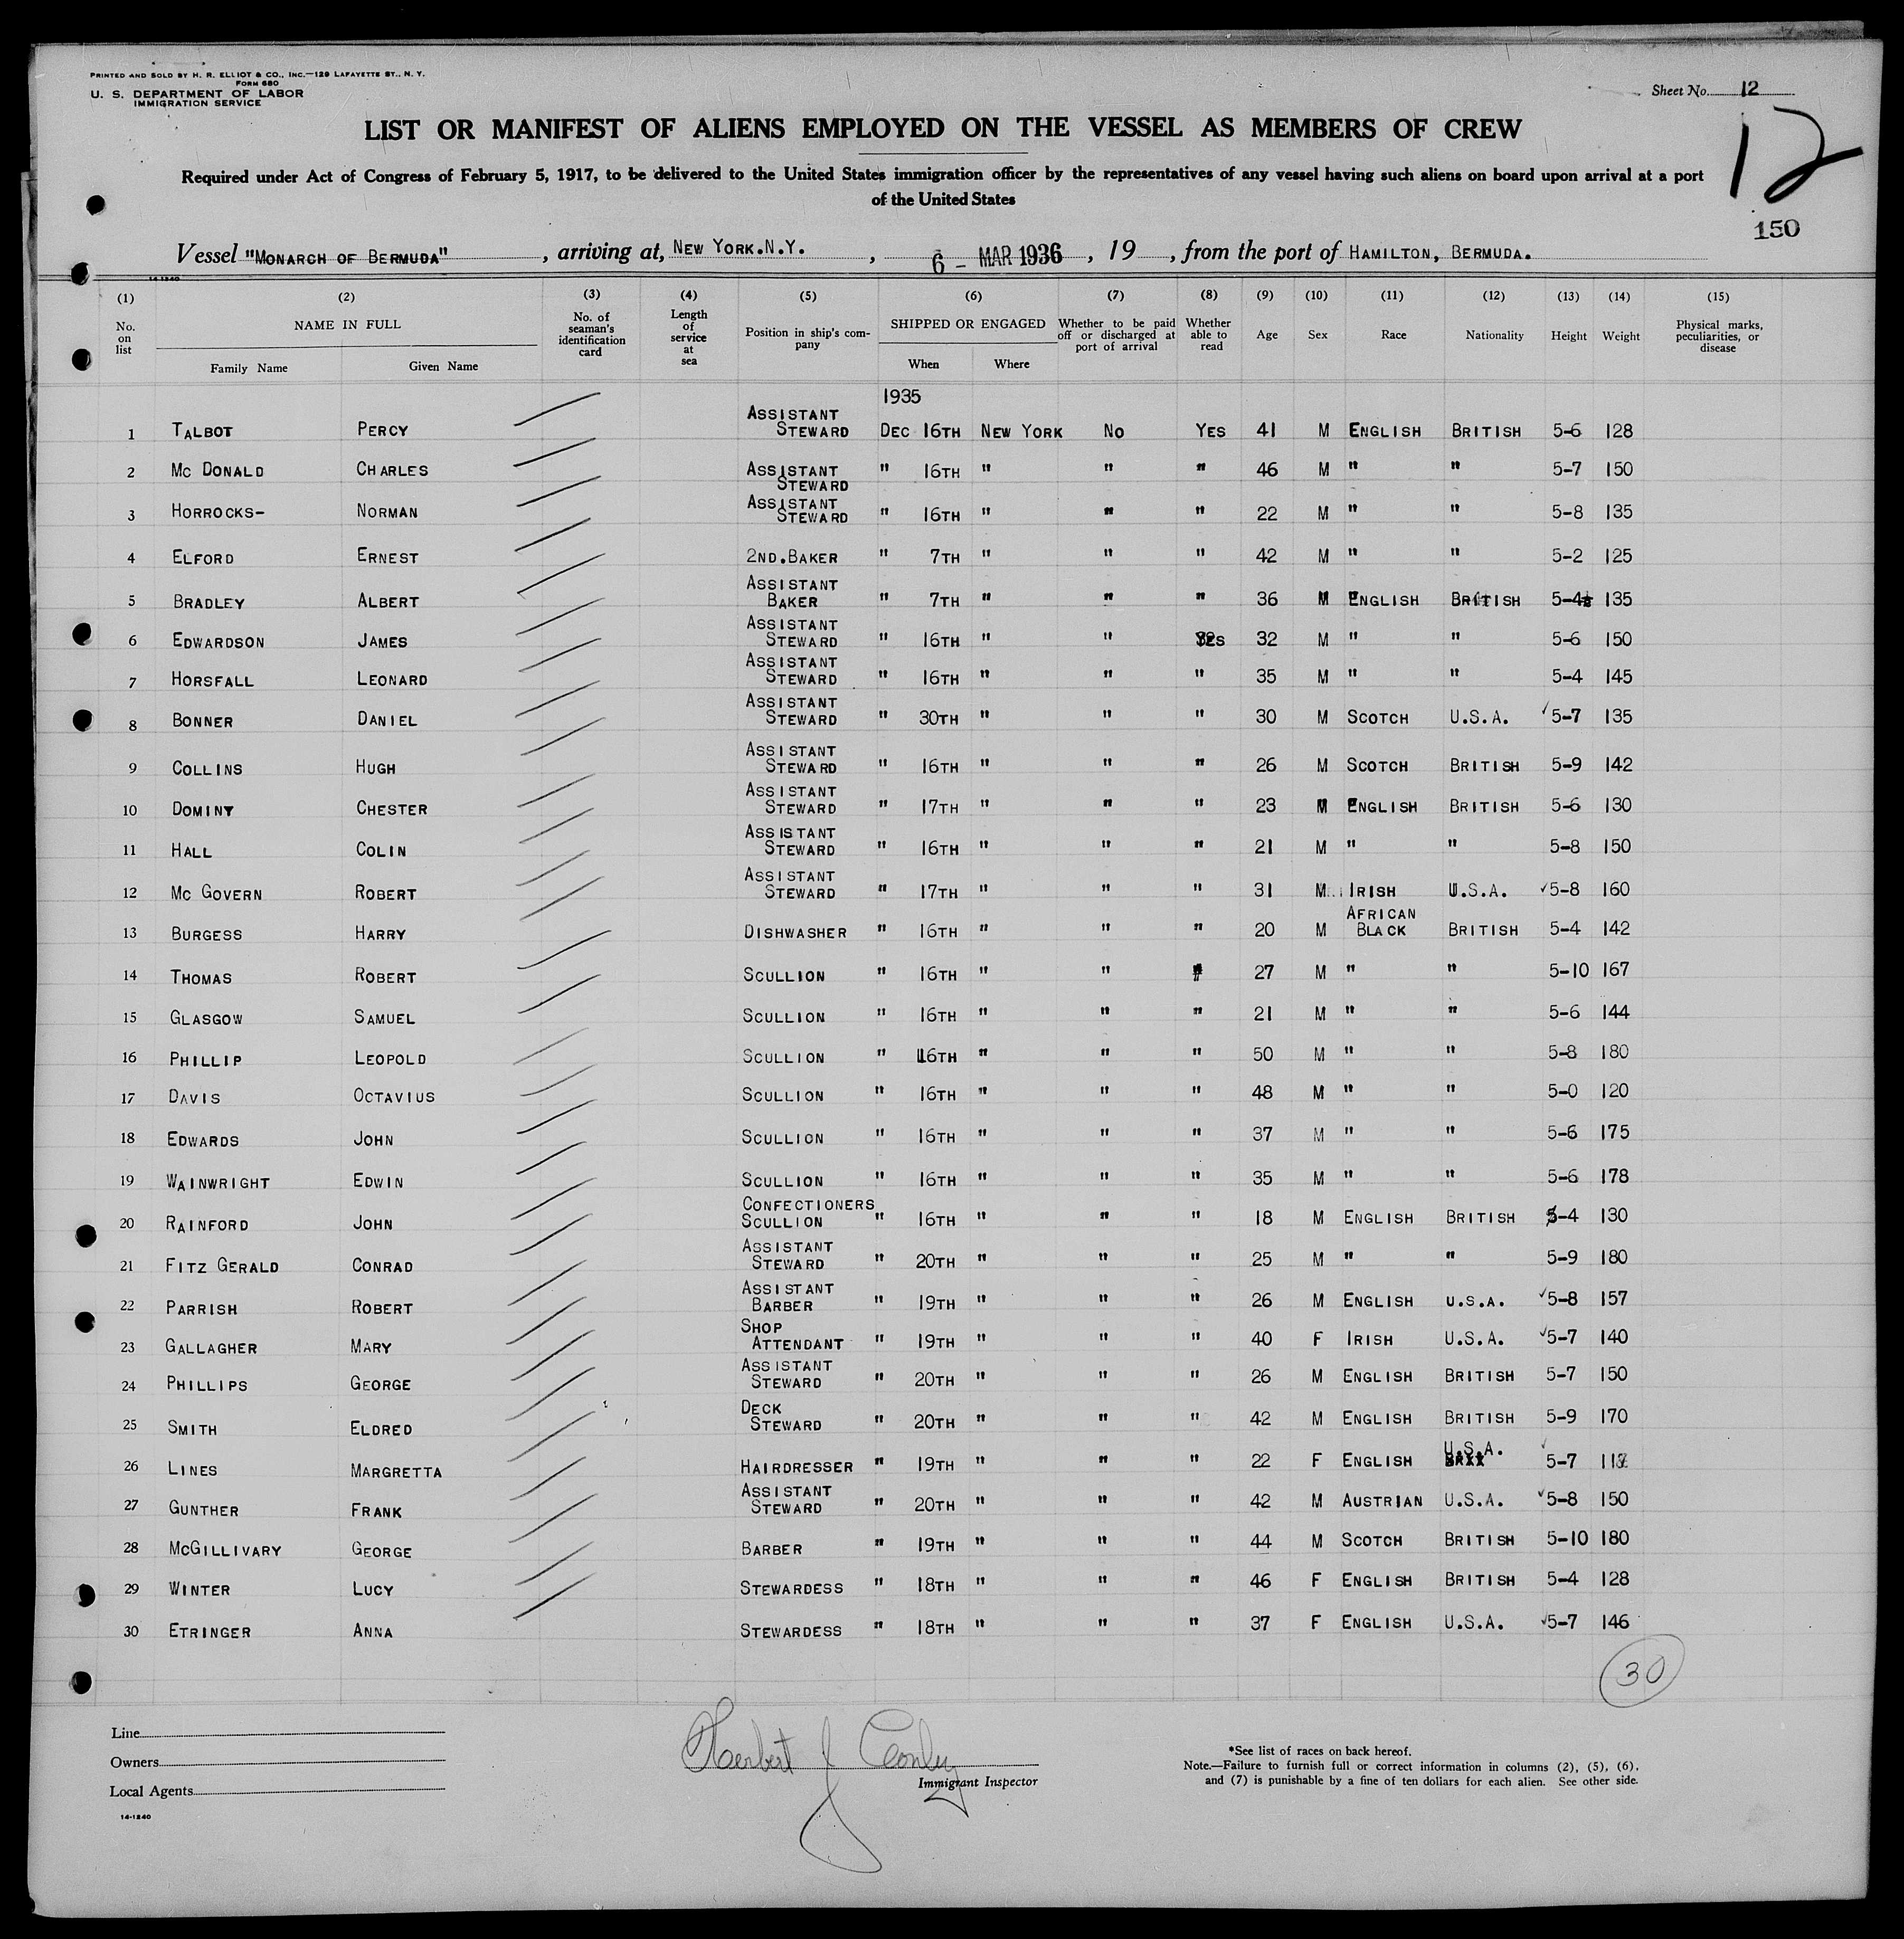 PRINTED AND SOLD BY H. R. ELLIOT & CO., INC.—129 LAFAYETTE ST., N. Y.
FORM 680
U. S. DEPARTMENT OF LABOR
IMMIGRATION SERVICE
Sheet No. 12
12
LIST OR MANIFEST OF ALIENS EMPLOYED ON THE VESSEL AS MEMBERS OF CREW
Required under Act of Congress of February 5, 1917, to be delivered to the United States immigration officer by the representatives of any vessel having such aliens on board upon arrival at a port
of the United States
150
Vessel "MONARCH OF BERMUDA", arriving at, NEW YORK.N.Y., 6 - MAR 1936, 19, from the port of HAMILTON, BERMUDA.
14-1240
(1) (2) (3) (4) (5) (6) (7) (8) (9) (10) (11) (12) (13) (14) (15)
No. on list NAME IN FULL Family Name Given Name No. of seaman's identification card Length of service at sea Position in ship's company SHIPPED OR ENGAGED When Where Whether to be paid off or discharged at port of arrival Whether able to read Age Sex Race Nationality Height Weight Physical marks, peculiarities, or disease
1935
1 TALBOT PERCY ASSISTANT STEWARD DEC 16TH NEW YORK NO YES 41 M ENGLISH BRITISH 5-6 128
2 MC DONALD CHARLES ASSISTANT STEWARD " 16TH " " " 46 M " " 5-7 150
3 HORROCKS- NORMAN ASSISTANT STEWARD " 16TH " " " 22 M " " 5-8 135
4 ELFORD ERNEST 2ND.BAKER " 7TH " " " 42 M " " 5-2 125
5 BRADLEY ALBERT ASSISTANT BAKER " 7TH " " " 36 M ENGLISH BRITISH 5-4 135
6 EDWARDSON JAMES ASSISTANT STEWARD " 16TH " " YES 32 M " " 5-6 150
7 HORSFALL LEONARD ASSISTANT STEWARD " 16TH " " " 35 M " " 5-4 145
8 BONNER DANIEL ASSISTANT STEWARD " 30TH " " " 30 M SCOTCH U.S.A. ✓5-7 135
9 COLLINS HUGH ASSISTANT STEWARD " 16TH " " " 26 M SCOTCH BRITISH 5-9 142
10 DOMINY CHESTER ASSISTANT STEWARD " 17TH " " " 23 M ENGLISH BRITISH 5-6 130
11 HALL COLIN ASSISTANT STEWARD " 16TH " " " 21 M " " 5-8 150
12 MC GOVERN ROBERT ASSISTANT STEWARD " 17TH " " " 31 M IRISH U.S.A. ✓5-8 160
13 BURGESS HARRY DISHWASHER " 16TH " " " 20 M AFRICAN BLACK BRITISH 5-4 142
14 THOMAS ROBERT SCULLION " 16TH " " " 27 M " " 5-10 167
15 GLASGOW SAMUEL SCULLION " 16TH " " " 21 M " " 5-6 144
16 PHILLIP LEOPOLD SCULLION " 16TH " " " 50 M " " 5-8 180
17 DAVIS OCTAVIUS SCULLION " 16TH " " " 48 M " " 5-0 120
18 EDWARDS JOHN SCULLION " 16TH " " " 37 M " " 5-6 175
19 WAINWRIGHT EDWIN SCULLION " 16TH " " " 35 M " " 5-6 178
20 RAINFORD JOHN CONFECTIONERS SCULLION " 16TH " " " 18 M ENGLISH BRITISH 5-4 130
21 FITZ GERALD CONRAD ASSISTANT STEWARD " 20TH " " " 25 M " " 5-9 180
22 PARRISH ROBERT ASSISTANT BARBER " 19TH " " " 26 M ENGLISH U.S.A. ✓5-8 157
23 GALLAGHER MARY SHOP ATTENDANT " 19TH " " " 40 F IRISH U.S.A. ✓5-7 140
24 PHILLIPS GEORGE ASSISTANT STEWARD " 20TH " " " 26 M ENGLISH BRITISH 5-7 150
25 SMITH ELDRED DECK STEWARD " 20TH " " " 42 M ENGLISH BRITISH 5-9 170
26 LINES MARGRETTA HAIRDRESSER " 19TH " " " 22 F ENGLISH U.S.A. ✓ 5-7
27 GUNTHER FRANK ASSISTANT STEWARD " 20TH " " " 42 M AUSTRIAN U.S.A. ✓5-8 150
28 MCGILLIVARY GEORGE BARBER " 19TH " " " 44 M SCOTCH BRITISH 5-10 180
29 WINTER LUCY STEWARDESS " 18TH " " " 46 F ENGLISH BRITISH 5-4 128
30 ETRINGER ANNA STEWARDESS " 18TH " " " 37 F ENGLISH U.S.A. ✓5-7 146
30
Line
Owners
Local Agents
14-1240
Herbert J Conley
Immigrant Inspector
*See list of races on back hereof.
Note.—Failure to furnish full or correct information in columns (2), (5), (6),
and (7) is punishable by a fine of ten dollars for each alien. See other side.